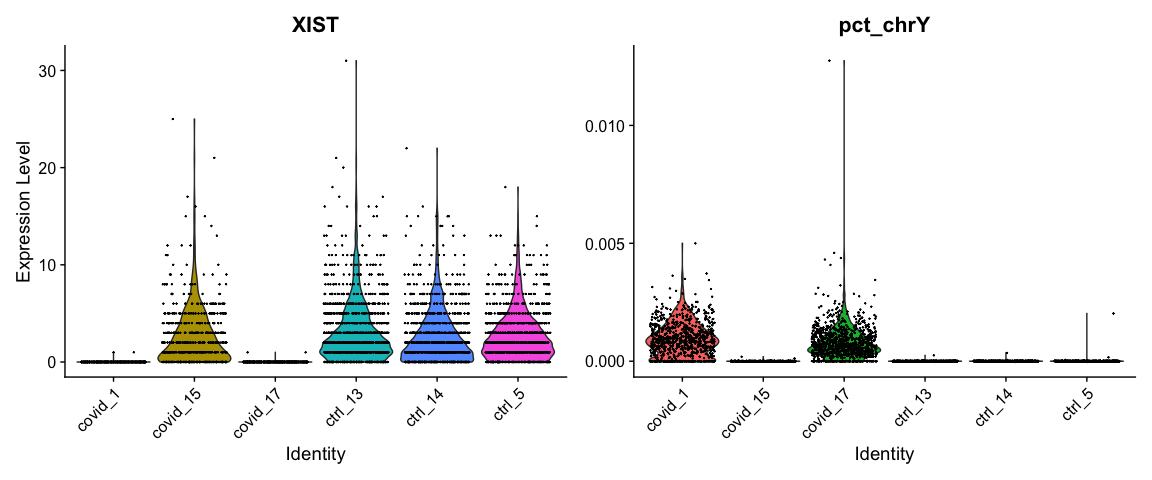 XIST
Expression Level
30
20
10
0
covid_1
covid_15
covid_17
ctrl_13
ctrl_14
ctrl_5
Identity
pct_chrY
0.010
0.005
0.000
covid_1
covid_15
covid_17
ctrl_13
ctrl_14
ctrl_5
Identity